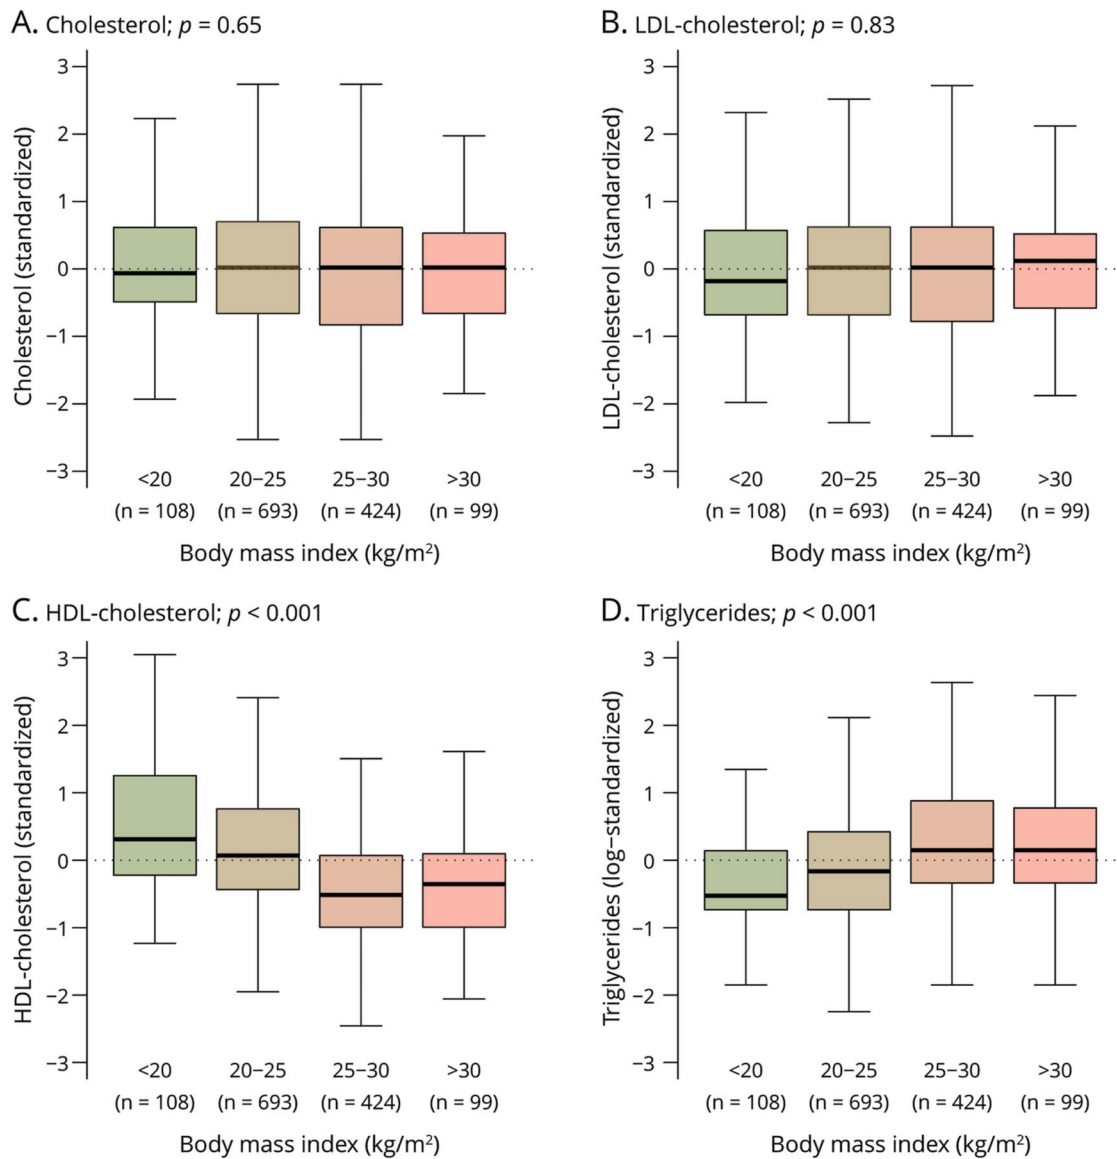 A. Cholesterol; p = 0.65
Cholesterol (standardized)
3
2
1
0
−1
−2
−3
<20 20−25 25−30 >30
(n = 108) (n = 693) (n = 424) (n = 99)
Body mass index (kg/m²)
B. LDL-cholesterol; p = 0.83
LDL-cholesterol (standardized)
3
2
1
0
−1
−2
−3
<20 20−25 25−30 >30
(n = 108) (n = 693) (n = 424) (n = 99)
Body mass index (kg/m²)
C. HDL-cholesterol; p < 0.001
HDL-cholesterol (standardized)
3
2
1
0
−1
−2
−3
<20 20−25 25−30 >30
(n = 108) (n = 693) (n = 424) (n = 99)
Body mass index (kg/m²)
D. Triglycerides; p < 0.001
Triglycerides (log−standardized)
3
2
1
0
−1
−2
−3
<20 20−25 25−30 >30
(n = 108) (n = 693) (n = 424) (n = 99)
Body mass index (kg/m²)